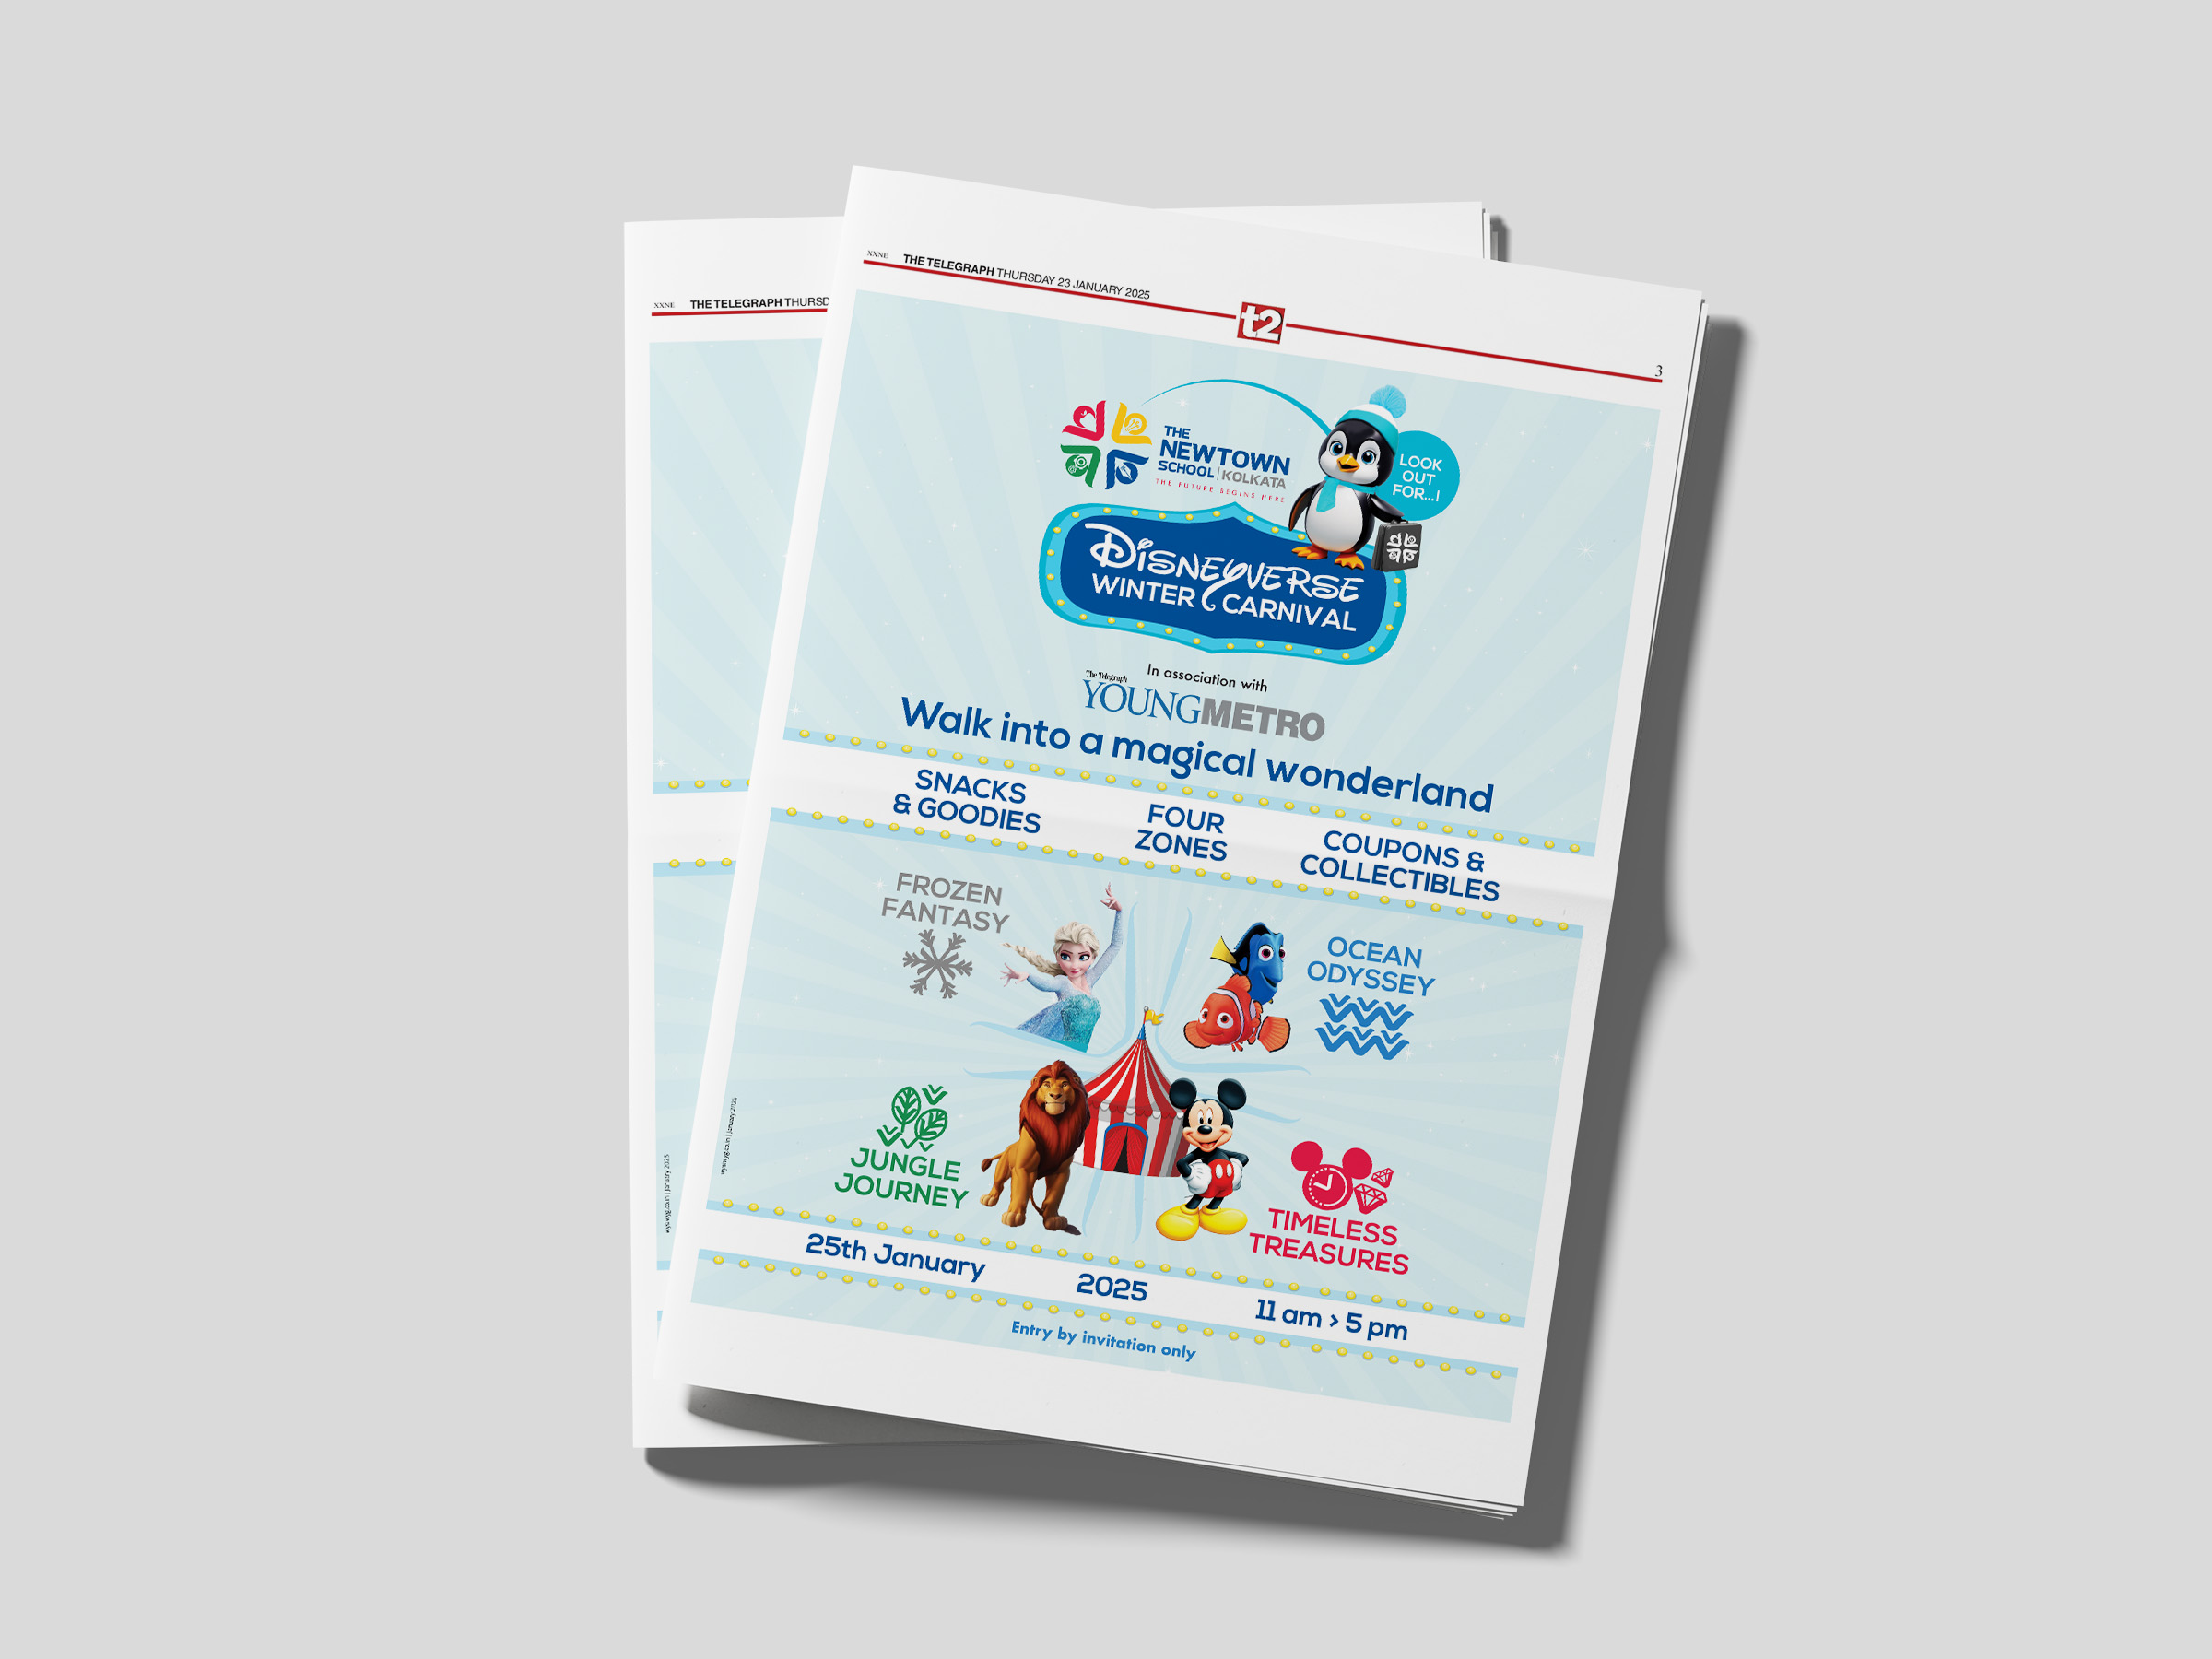 XXNE THE TELEGRAPH THURSD
XXNE THE TELEGRAPH THURSDAY 23 JANUARY 2025
t2
3
THE
NEWTOWN
SCHOOL | KOLKATA
THE FUTURE BEGINS HERE
LOOK
OUT
FOR...!
DISNEYVERSE
WINTER CARNIVAL
In association with
The Telegraph
YOUNGMETRO
Walk into a magical wonderland
SNACKS
& GOODIES
FOUR
ZONES
COUPONS &
COLLECTIBLES
FROZEN
FANTASY
OCEAN
ODYSSEY
JUNGLE
JOURNEY
TIMELESS
TREASURES
25th January
2025
11 am > 5 pm
Entry by invitation only